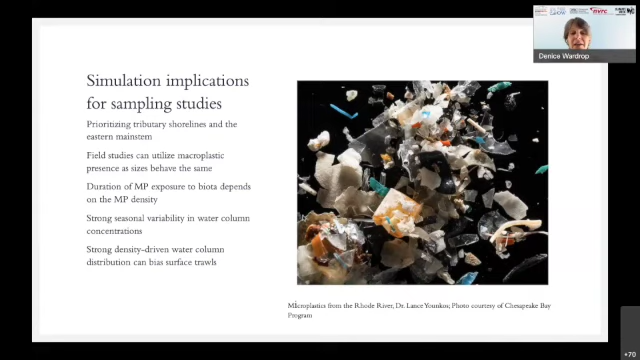 Denice Wardrop
Simulation implications
for sampling studies
Prioritizing tributary shorelines and the
eastern mainstem
Field studies can utilize macroplastic
presence as sizes behave the same
Duration of MP exposure to biota depends
on the MP density
Strong seasonal variability in water column
concentrations
Strong density-driven water column
distribution can bias surface trawls
Microplastics from the Rhode River, Dr. Lance Yonkos; Photo courtesy of Chesapeake Bay
Program
+70